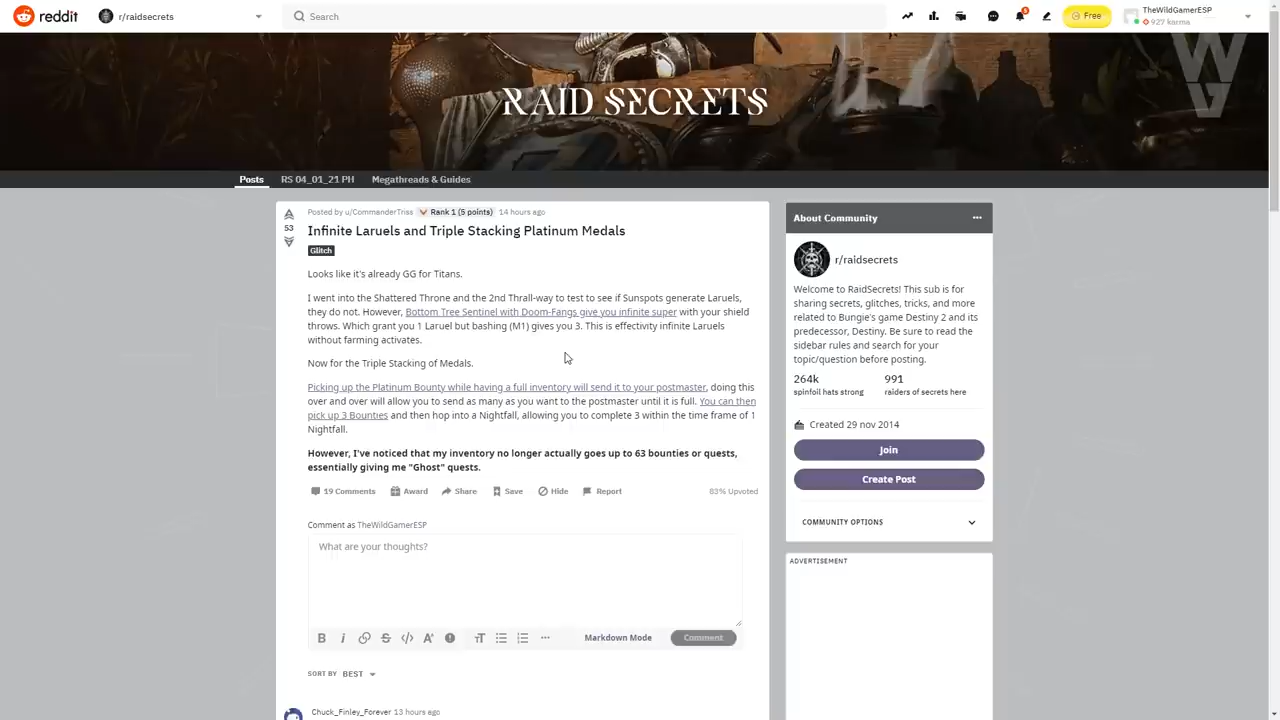 reddit
r/raidsecrets
Search
5
Free
TheWildGamerESP
927 karma
RAID SECRETS
Posts
RS 04_01_21 PH
Megathreads & Guides
Posted by u/CommanderTriss
Rank 1 (5 points)
14 hours ago
53
Infinite Laruels and Triple Stacking Platinum Medals
Glitch
Looks like it's already GG for Titans.
I went into the Shattered Throne and the 2nd Thrall-way to test to see if Sunspots generate Laruels,
they do not. However, Bottom Tree Sentinel with Doom-Fangs give you infinite super with your shield
throws. Which grant you 1 Laruel but bashing (M1) gives you 3. This is effectivity infinite Laruels
without farming activates.
Now for the Triple Stacking of Medals.
Picking up the Platinum Bounty while having a full inventory will send it to your postmaster, doing this
over and over will allow you to send as many as you want to the postmaster until it is full. You can then
pick up 3 Bounties and then hop into a Nightfall, allowing you to complete 3 within the time frame of 1
Nightfall.
However, I've noticed that my inventory no longer actually goes up to 63 bounties or quests,
essentially giving me "Ghost" quests.
19 Comments
Award
Share
Save
Hide
Report
83% Upvoted
Comment as TheWildGamerESP
What are your thoughts?
Markdown Mode
Comment
SORT BY BEST
Chuck_Finley_Forever 13 hours ago
About Community
r/raidsecrets
Welcome to RaidSecrets! This sub is for
sharing secrets, glitches, tricks, and more
related to Bungie's game Destiny 2 and its
predecessor, Destiny. Be sure to read the
sidebar rules and search for your
topic/question before posting.
264k
991
spinfoil hats strong
raiders of secrets here
Created 29 nov 2014
Join
Create Post
COMMUNITY OPTIONS
ADVERTISEMENT